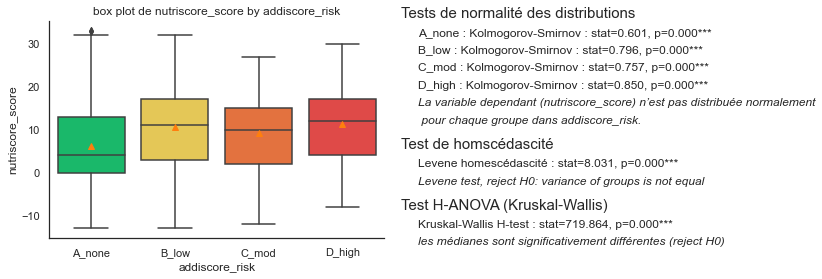 box plot de nutriscore_score by addiscore_risk
nutriscore_score
30
20
10
0
−10
A_none
B_low
C_mod
D_high
addiscore_risk
Tests de normalité des distributions
A_none : Kolmogorov-Smirnov : stat=0.601, p=0.000***
B_low : Kolmogorov-Smirnov : stat=0.796, p=0.000***
C_mod : Kolmogorov-Smirnov : stat=0.757, p=0.000***
D_high : Kolmogorov-Smirnov : stat=0.850, p=0.000***
La variable dependant (nutriscore_score) n'est pas distribuée normalement
pour chaque groupe dans addiscore_risk.
Test de homscédascité
Levene homescédascité : stat=8.031, p=0.000***
Levene test, reject H0: variance of groups is not equal
Test H-ANOVA (Kruskal-Wallis)
Kruskal-Wallis H-test : stat=719.864, p=0.000***
les médianes sont significativement différentes (reject H0)